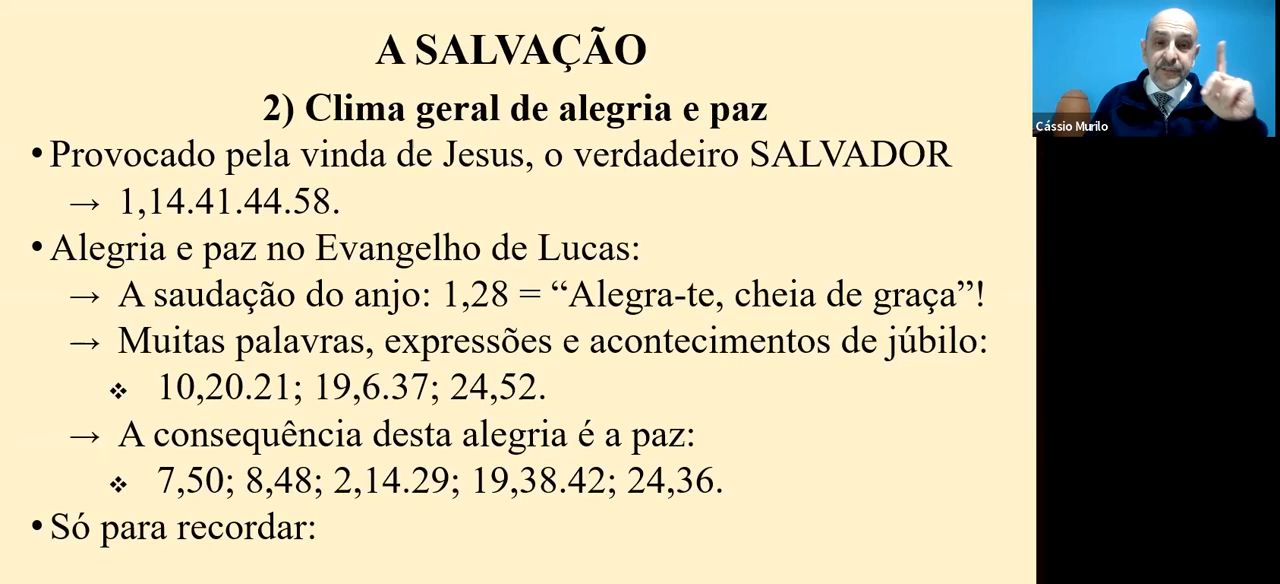 A SALVAÇÃO
2) Clima geral de alegria e paz
• Provocado pela vinda de Jesus, o verdadeiro SALVADOR
→ 1,14.41.44.58.
• Alegria e paz no Evangelho de Lucas:
→ A saudação do anjo: 1,28 = “Alegra-te, cheia de graça”!
→ Muitas palavras, expressões e acontecimentos de júbilo:
❖ 10,20.21; 19,6.37; 24,52.
→ A consequência desta alegria é a paz:
❖ 7,50; 8,48; 2,14.29; 19,38.42; 24,36.
• Só para recordar:
Cássio Murilo